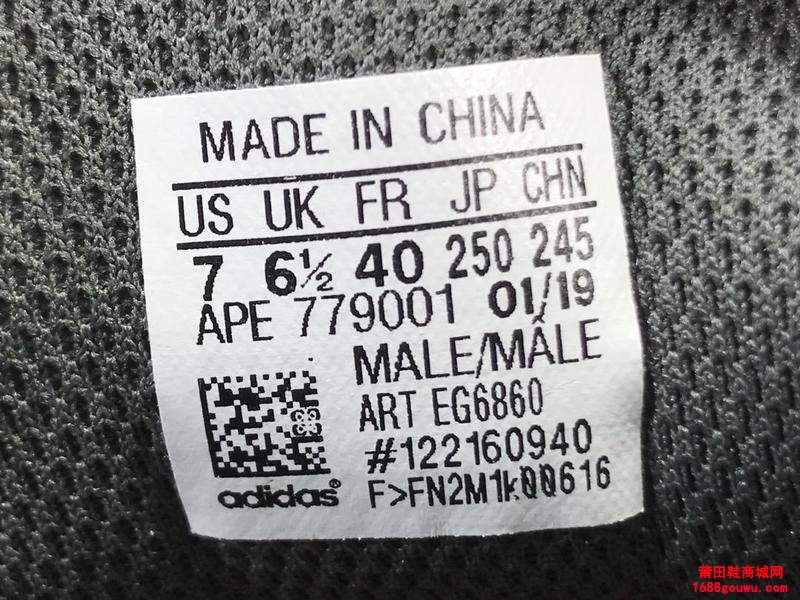 MADE IN CHINA
US UK FR JP CHN
7 6½ 40 250 245
APE 779001 01/19
MALE/MÂLE
ART EG6860
#122160940
adidas® F>FN2M1k00616
莆田鞋商城网
1688gouwu.com